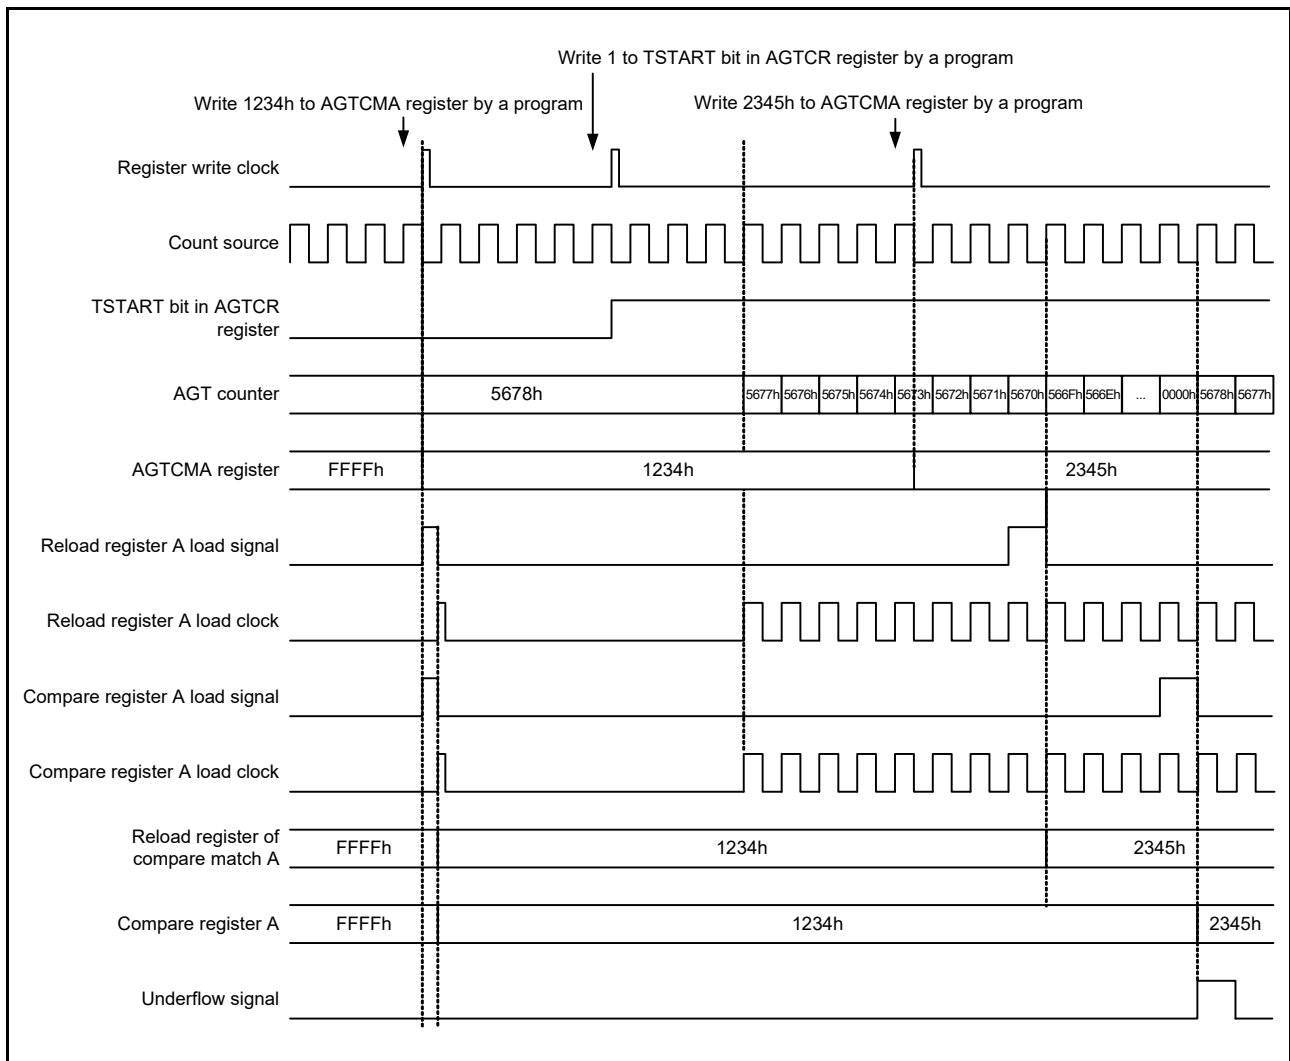 Write 1 to TSTART bit in AGTCR register by a program
Write 1234h to AGTCMA register by a program
Write 2345h to AGTCMA register by a program
Register write clock
Count source
TSTART bit in AGTCR
register
AGT counter
5678h
5677h 5676h 5675h 5674h 5673h 5672h 5671h 5670h 566Fh 566Eh ... 0000h 5678h 5677h
AGTCMA register
FFFFh
1234h
2345h
Reload register A load signal
Reload register A load clock
Compare register A load signal
Compare register A load clock
Reload register of
compare match A
FFFFh
1234h
2345h
Compare register A
FFFFh
1234h
2345h
Underflow signal